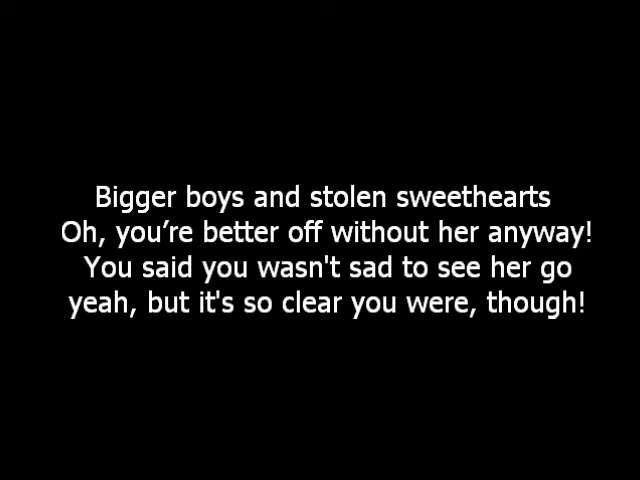 Bigger boys and stolen sweethearts
Oh, you’re better off without her anyway!
You said you wasn't sad to see her go
yeah, but it's so clear you were, though!